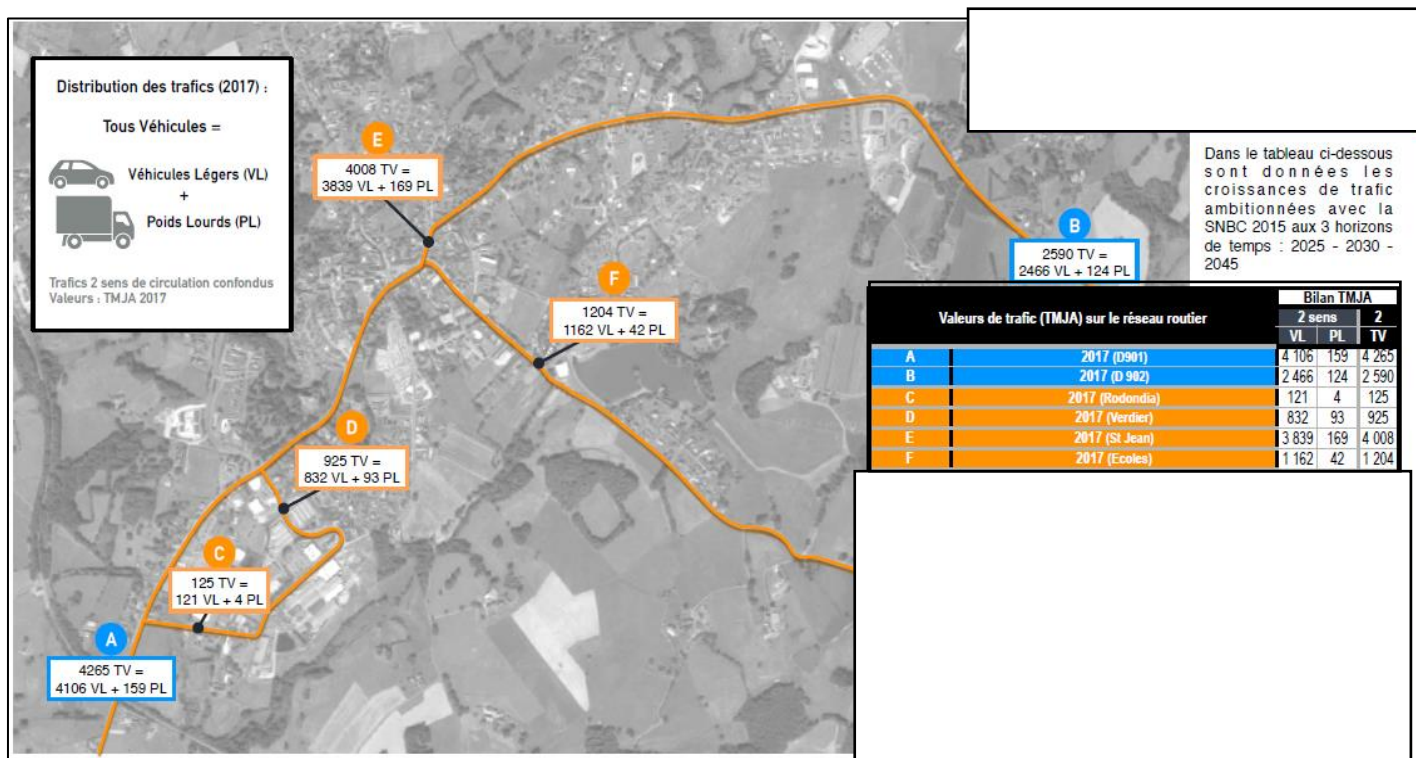 Distribution des trafics (2017) :
Tous Véhicules =
Véhicules Légers (VL)
+
Poids Lourds (PL)
Trafics 2 sens de circulation confondus
Valeurs : TMJA 2017
E
4008 TV =
3839 VL + 169 PL
B
2590 TV =
2466 VL + 124 PL
F
1204 TV =
1162 VL + 42 PL
D
925 TV =
832 VL + 93 PL
C
125 TV =
121 VL + 4 PL
A
4265 TV =
4106 VL + 159 PL
Dans le tableau ci-dessous
sont données les
croissances de trafic
ambitionnées avec la
SNBC 2015 aux 3 horizons
de temps : 2025 - 2030 -
2045
Valeurs de trafic (TMJA) sur le réseau routier
Bilan TMJA
2 sens 2
VL PL TV
A 2017 (D901) 4 106 159 4 265
B 2017 (D 902) 2 466 124 2 590
C 2017 (Rodondia) 121 4 125
D 2017 (Verdier) 832 93 925
E 2017 (St Jean) 3 839 169 4 008
F 2017 (Ecoles) 1 162 42 1 204